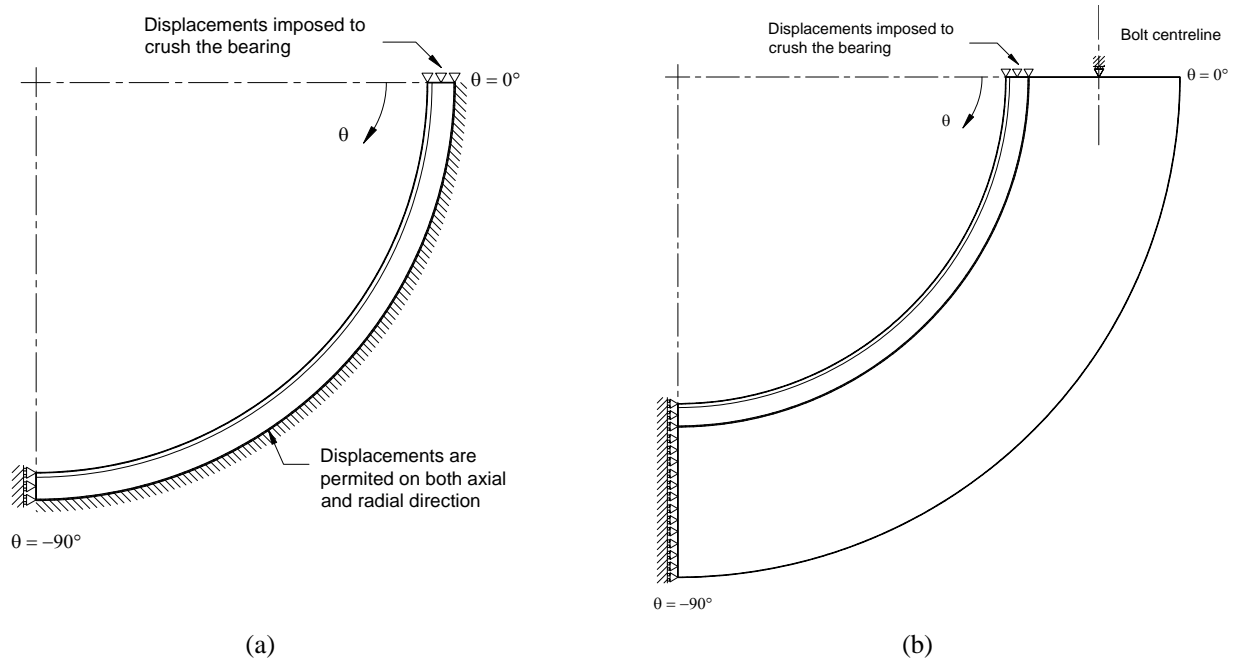 Displacements imposed to
crush the bearing
θ = 0°
θ
Displacements are
permited on both axial
and radial direction
θ = −90°
(a)
Displacements imposed to
crush the bearing
Bolt centreline
θ = 0°
θ
θ = −90°
(b)